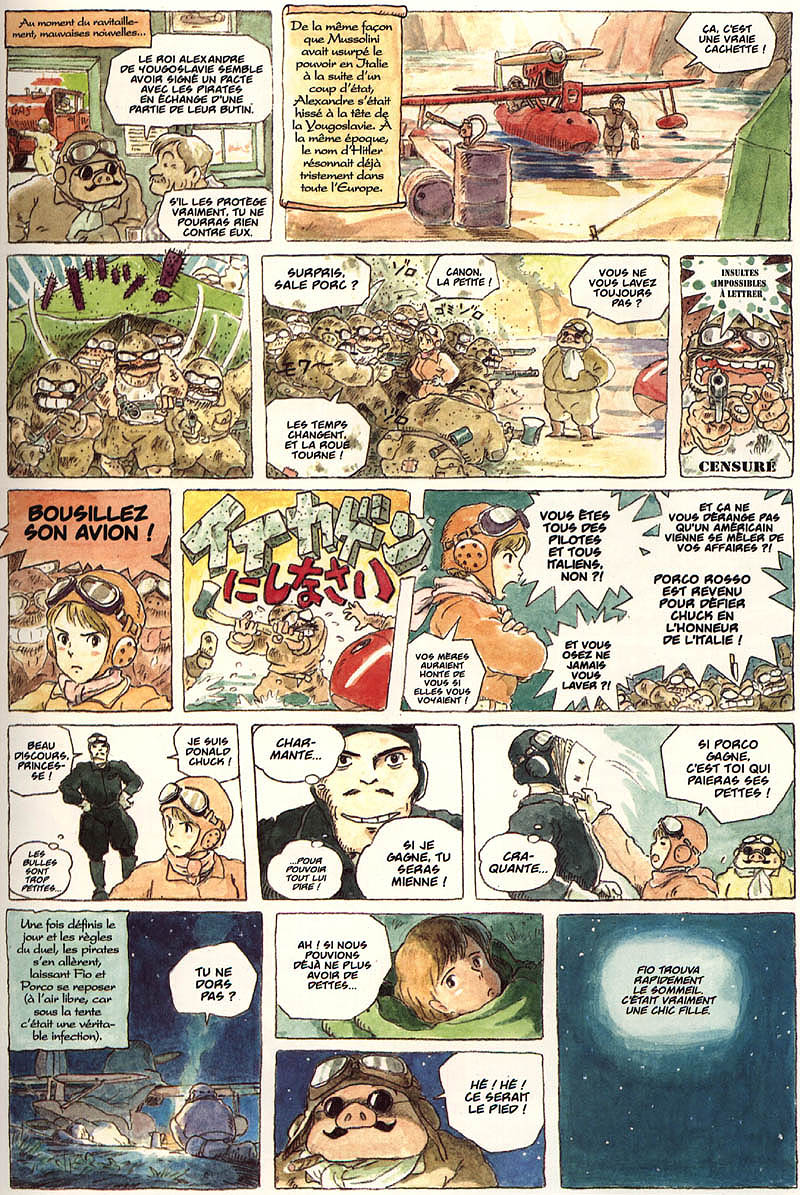 Au moment du ravitaille-
ment, mauvaises nouvelles...
LE ROI ALEXANDRE
DE YOUGOSLAVIE SEMBLE
AVOIR SIGNÉ UN PACTE
AVEC LES PIRATES
EN ÉCHANGE D'UNE
PARTIE DE LEUR BUTIN.
GAS
S'IL LES PROTÈGE
VRAIMENT, TU NE
POURRAS RIEN
CONTRE EUX.
De la même façon
que Mussolini
avait usurpé le
pouvoir en Italie
à la suite d'un
coup d'état,
Alexandre s'était
hissé à la tête de
la Yougoslavie. À
la même époque,
le nom d'Hitler
résonnait déjà
tristement dans
toute l'Europe.
ÇA, C'EST
UNE VRAIE
CACHETTE !
SURPRIS,
SALE PORC ?
ゾロ
CANON,
LA PETITE !
VOUS NE
VOUS LAVEZ
TOUJOURS
PAS ?
ゴミゾロ
モワ〜
ゾロ
LES TEMPS
CHANGENT,
ET LA ROUE
TOURNE !
INSULTES
IMPOSSIBLES
À LETTRER
CENSURÉ
BOUSILLEZ
SON AVION !
イイカゲン
にしなさい
VOUS ÊTES
TOUS DES
PILOTES
ET TOUS
ITALIENS,
NON ?!
VOS MÈRES
AURAIENT
HONTE DE
VOUS SI
ELLES VOUS
VOYAIENT !
ET VOUS
OSEZ NE
JAMAIS
VOUS
LAVER ?!
ET ÇA NE
VOUS DÉRANGE PAS
QU'UN AMÉRICAIN
VIENNE SE MÊLER DE
VOS AFFAIRES ?!
PORCO ROSSO
EST REVENU
POUR DÉFIER
CHUCK EN
L'HONNEUR
DE L'ITALIE !
BEAU
DISCOURS,
PRINCES-
SE !
JE SUIS
DONALD
CHUCK !
LES
BULLES
SONT
TROP
PETITES...
CHAR-
MANTE...
...POUR
POUVOIR
TOUT LUI
DIRE !
SI JE
GAGNE, TU
SERAS
MIENNE !
CRA-
QUANTE...
SI PORCO
GAGNE,
C'EST TOI QUI
PAIERAS SES
DETTES !
Une fois définis le
jour et les règles
du duel, les pirates
s'en allèrent,
laissant Fio et
Porco se reposer
(à l'air libre, car
sous la tente
c'était une vérita-
ble infection).
TU NE
DORS
PAS ?
AH ! SI NOUS
POUVIONS
DÉJÀ NE PLUS
AVOIR DE
DETTES...
HÉ ! HÉ !
CE SERAIT
LE PIED !
FIO TROUVA
RAPIDEMENT
LE SOMMEIL.
C'ÉTAIT VRAIMENT
UNE CHIC FILLE.